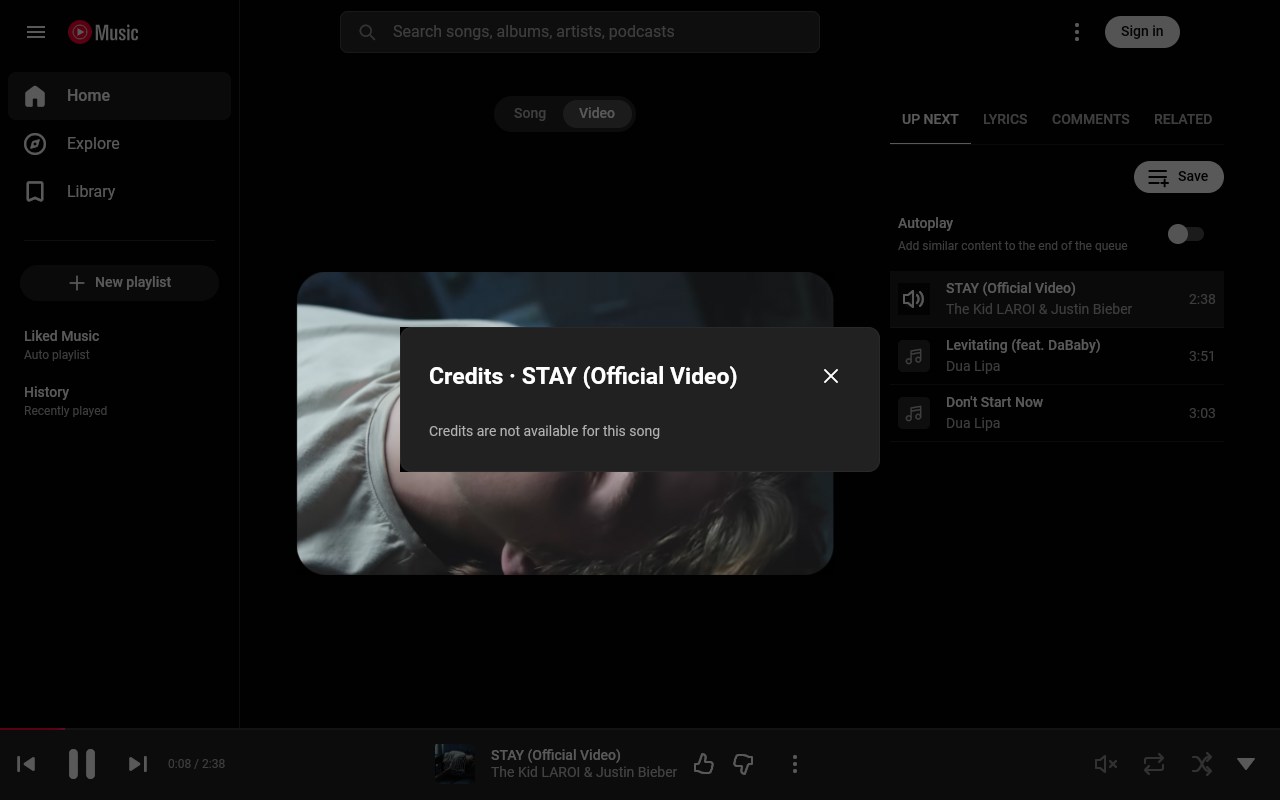 Music
Search songs, albums, artists, podcasts
Sign in
Home
Explore
Library
New playlist
Liked Music
Auto playlist
History
Recently played
Song
Video
UP NEXT
LYRICS
COMMENTS
RELATED
Save
Autoplay
Add similar content to the end of the queue
STAY (Official Video)
The Kid LAROI & Justin Bieber
2:38
Levitating (feat. DaBaby)
Dua Lipa
3:51
Don't Start Now
Dua Lipa
3:03
Credits · STAY (Official Video)
Credits are not available for this song
0:08 / 2:38
STAY (Official Video)
The Kid LAROI & Justin Bieber